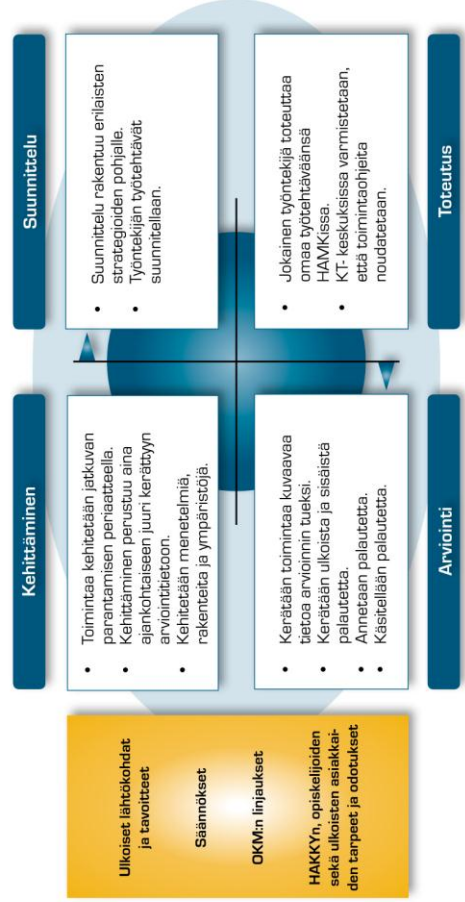 Ulkoiset lähtökohdat
ja tavoitteet
Säännökset
OKM:n linjaukset
HAKKYn, opiskelijoiden
sekä ulkoisten asiakkai-
den tarpeet ja odotukset
Kehittäminen
• Toimintaa kehitetään jatkuvan
parantamisen periaatteella.
• Kehittäminen perustuu aina
ajankohtaiseen juuri kerättyyn
arviointitietoon.
• Kehitetään menetelmiä,
rakenteita ja ympäristöjä.
Suunnittelu
• Suunnittelu rakentuu erilaisten
strategioiden pohjalle.
• Työntekijän työtehtävät
suunnitellaan.
• Kerätään toimintaa kuvaavaa
tietoa arvioinnin tueksi.
• Kerätään ulkoista ja sisäistä
palautetta.
• Annetaan palautetta.
• Käsitellään palautetta.
Arviointi
• Jokainen työntekijä toteuttaa
omaa työtehtäväänsä
HAMKissa.
• KT- keskuksissa varmistetaan,
että toimintaohjeita
noudatetaan.
Toteutus